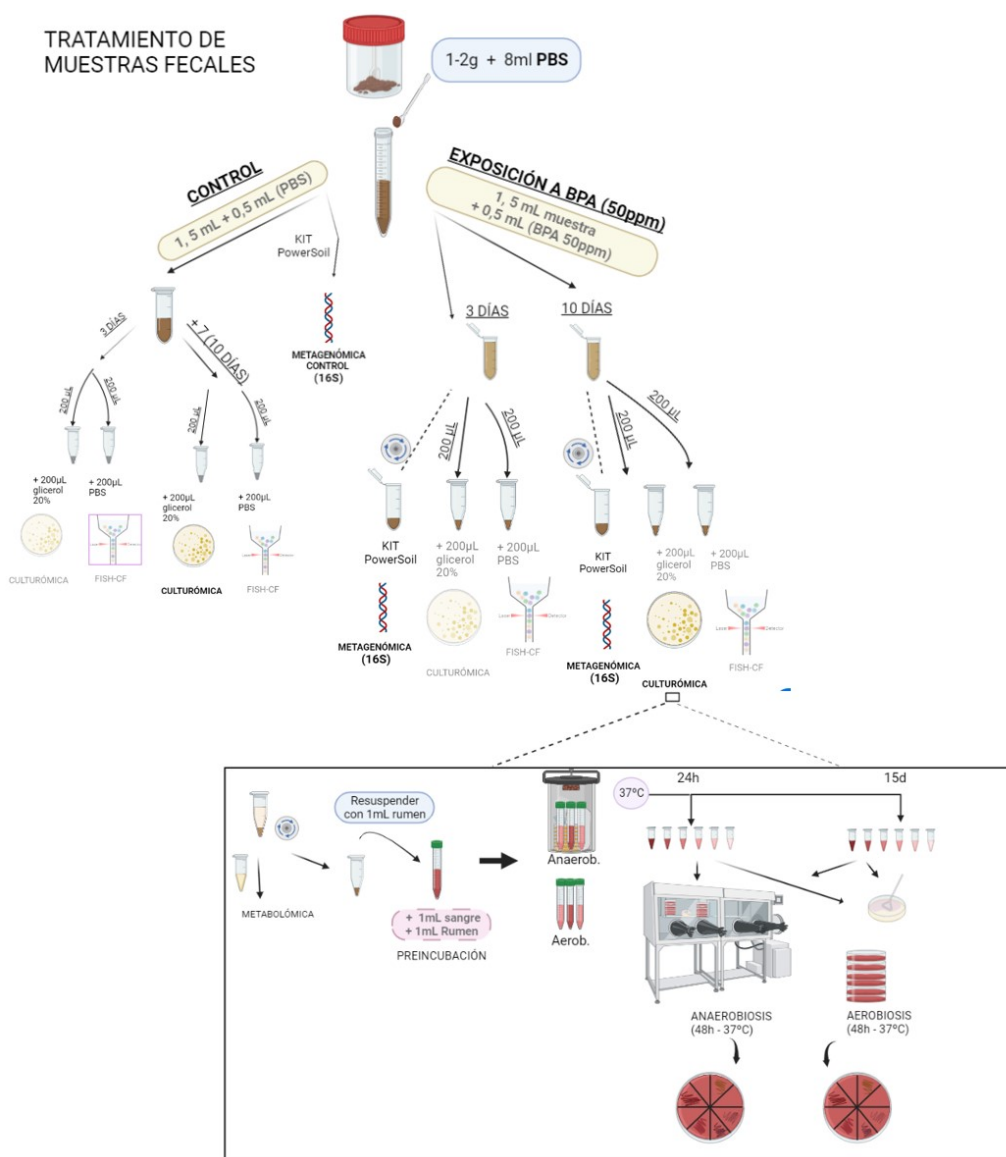 TRATAMIENTO DE
MUESTRAS FECALES
1-2g + 8ml PBS
CONTROL
1, 5 mL + 0,5 mL (PBS)
KIT
PowerSoil
METAGENÓMICA
CONTROL
(16S)
EXPOSICIÓN A BPA (50ppm)
1, 5 mL muestra
+ 0,5 mL (BPA 50ppm)
3 DÍAS
+ 7 (10 DÍAS)
200 µL
200 µL
200 µL
200 µL
+ 200µL
glicerol
20%
+ 200µL
PBS
+ 200µL
glicerol
20%
+ 200µL
PBS
CULTURÓMICA
FISH-CF
CULTURÓMICA
FISH-CF
3 DÍAS
10 DÍAS
200 µL
200 µL
200 µL
200 µL
KIT
PowerSoil
+ 200µL
glicerol
20%
+ 200µL
PBS
KIT
PowerSoil
+ 200µL
glicerol
20%
+ 200µL
PBS
Laser
Detector
Laser
Detector
METAGENÓMICA
(16S)
CULTURÓMICA
FISH-CF
METAGENÓMICA
(16S)
CULTURÓMICA
FISH-CF
Resuspender
con 1mL rumen
METABOLÓMICA
+ 1mL sangre
+ 1mL Rumen
PREINCUBACIÓN
Anaerob.
Aerob.
37ºC
24h
15d
ANAEROBIOSIS
(48h - 37ºC)
AEROBIOSIS
(48h - 37ºC)